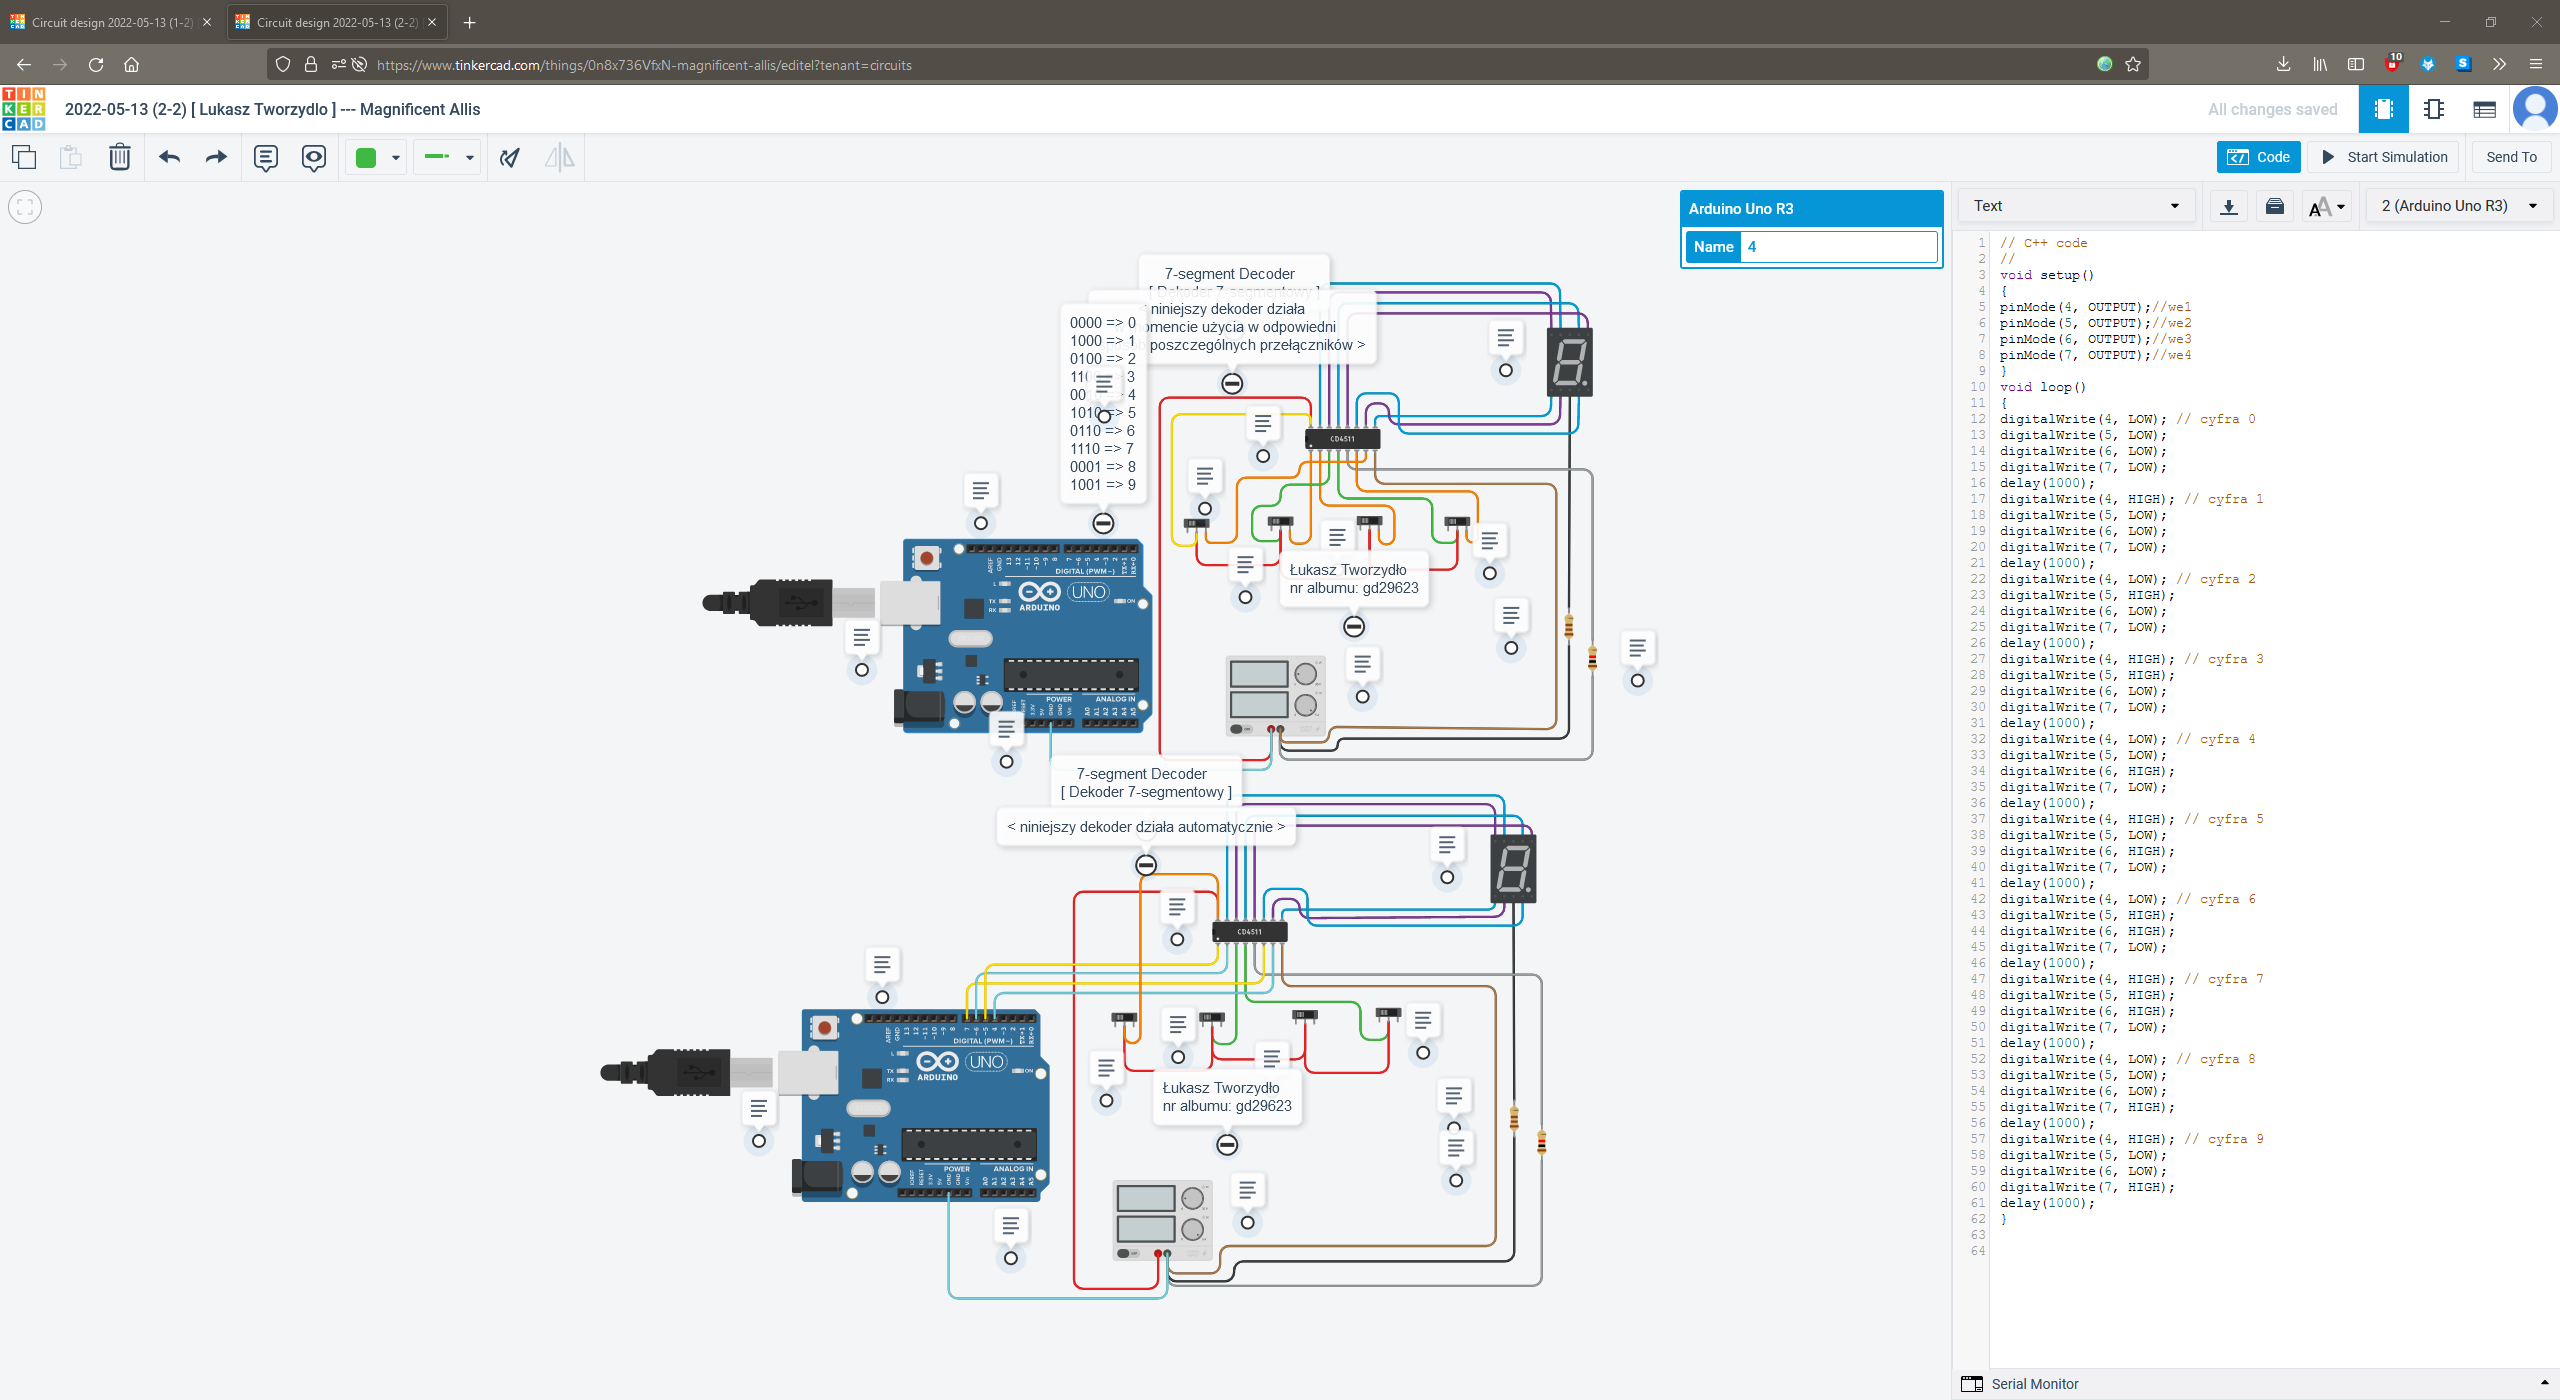 Circuit design 2022-05-13 (1-2)
Circuit design 2022-05-13 (2-2)
https://www.tinkercad.com/things/0n8x736VfxN-magnificent-allis/editel?tenant=circuits
10
TIN
KER
CAD
2022-05-13 (2-2) [ Lukasz Tworzydlo ] --- Magnificent Allis
All changes saved
Code
Start Simulation
Send To
Arduino Uno R3
Name 4
Text
2 (Arduino Uno R3)
7-segment Decoder
[ Dekoder 7-segmentowy ]
niniejszy dekoder działa
momencie użycia w odpowiedni
poszczególnych przełączników >
0000 => 0
1000 => 1
0100 => 2
3
4
1010 => 5
0110 => 6
1110 => 7
0001 => 8
1001 => 9
CD4511
Łukasz Tworzydło
nr albumu: gd29623
DIGITAL (PWM~)
UNO
ARDUINO
TX
RX
ON
POWER
ANALOG IN
7-segment Decoder
[ Dekoder 7-segmentowy ]
< niniejszy dekoder działa automatycznie >
CD4511
DIGITAL (PWM~)
UNO
ARDUINO
TX
RX
ON
POWER
ANALOG IN
Łukasz Tworzydło
nr albumu: gd29623
1 // C++ code
2 //
3 void setup()
4 {
5 pinMode(4, OUTPUT);//we1
6 pinMode(5, OUTPUT);//we2
7 pinMode(6, OUTPUT);//we3
8 pinMode(7, OUTPUT);//we4
9 }
10 void loop()
11 {
12 digitalWrite(4, LOW); // cyfra 0
13 digitalWrite(5, LOW);
14 digitalWrite(6, LOW);
15 digitalWrite(7, LOW);
16 delay(1000);
17 digitalWrite(4, HIGH); // cyfra 1
18 digitalWrite(5, LOW);
19 digitalWrite(6, LOW);
20 digitalWrite(7, LOW);
21 delay(1000);
22 digitalWrite(4, LOW); // cyfra 2
23 digitalWrite(5, HIGH);
24 digitalWrite(6, LOW);
25 digitalWrite(7, LOW);
26 delay(1000);
27 digitalWrite(4, HIGH); // cyfra 3
28 digitalWrite(5, HIGH);
29 digitalWrite(6, LOW);
30 digitalWrite(7, LOW);
31 delay(1000);
32 digitalWrite(4, LOW); // cyfra 4
33 digitalWrite(5, LOW);
34 digitalWrite(6, HIGH);
35 digitalWrite(7, LOW);
36 delay(1000);
37 digitalWrite(4, HIGH); // cyfra 5
38 digitalWrite(5, LOW);
39 digitalWrite(6, HIGH);
40 digitalWrite(7, LOW);
41 delay(1000);
42 digitalWrite(4, LOW); // cyfra 6
43 digitalWrite(5, HIGH);
44 digitalWrite(6, HIGH);
45 digitalWrite(7, LOW);
46 delay(1000);
47 digitalWrite(4, HIGH); // cyfra 7
48 digitalWrite(5, HIGH);
49 digitalWrite(6, HIGH);
50 digitalWrite(7, LOW);
51 delay(1000);
52 digitalWrite(4, LOW); // cyfra 8
53 digitalWrite(5, LOW);
54 digitalWrite(6, LOW);
55 digitalWrite(7, HIGH);
56 delay(1000);
57 digitalWrite(4, HIGH); // cyfra 9
58 digitalWrite(5, LOW);
59 digitalWrite(6, LOW);
60 digitalWrite(7, HIGH);
61 delay(1000);
62 }
63
64
Serial Monitor